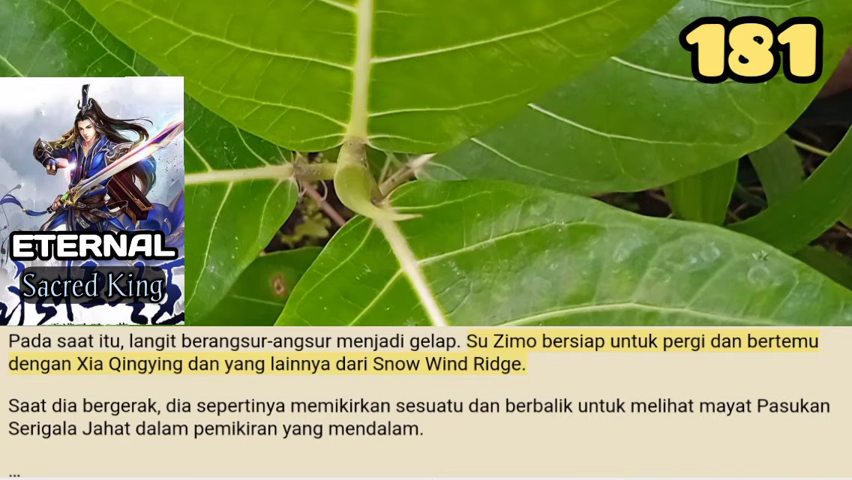 181
ETERNAL
Sacred King
Pada saat itu, langit berangsur-angsur menjadi gelap. Su Zimo bersiap untuk pergi dan bertemu
dengan Xia Qingying dan yang lainnya dari Snow Wind Ridge.
Saat dia bergerak, dia sepertinya memikirkan sesuatu dan berbalik untuk melihat mayat Pasukan
Serigala Jahat dalam pemikiran yang mendalam.
...